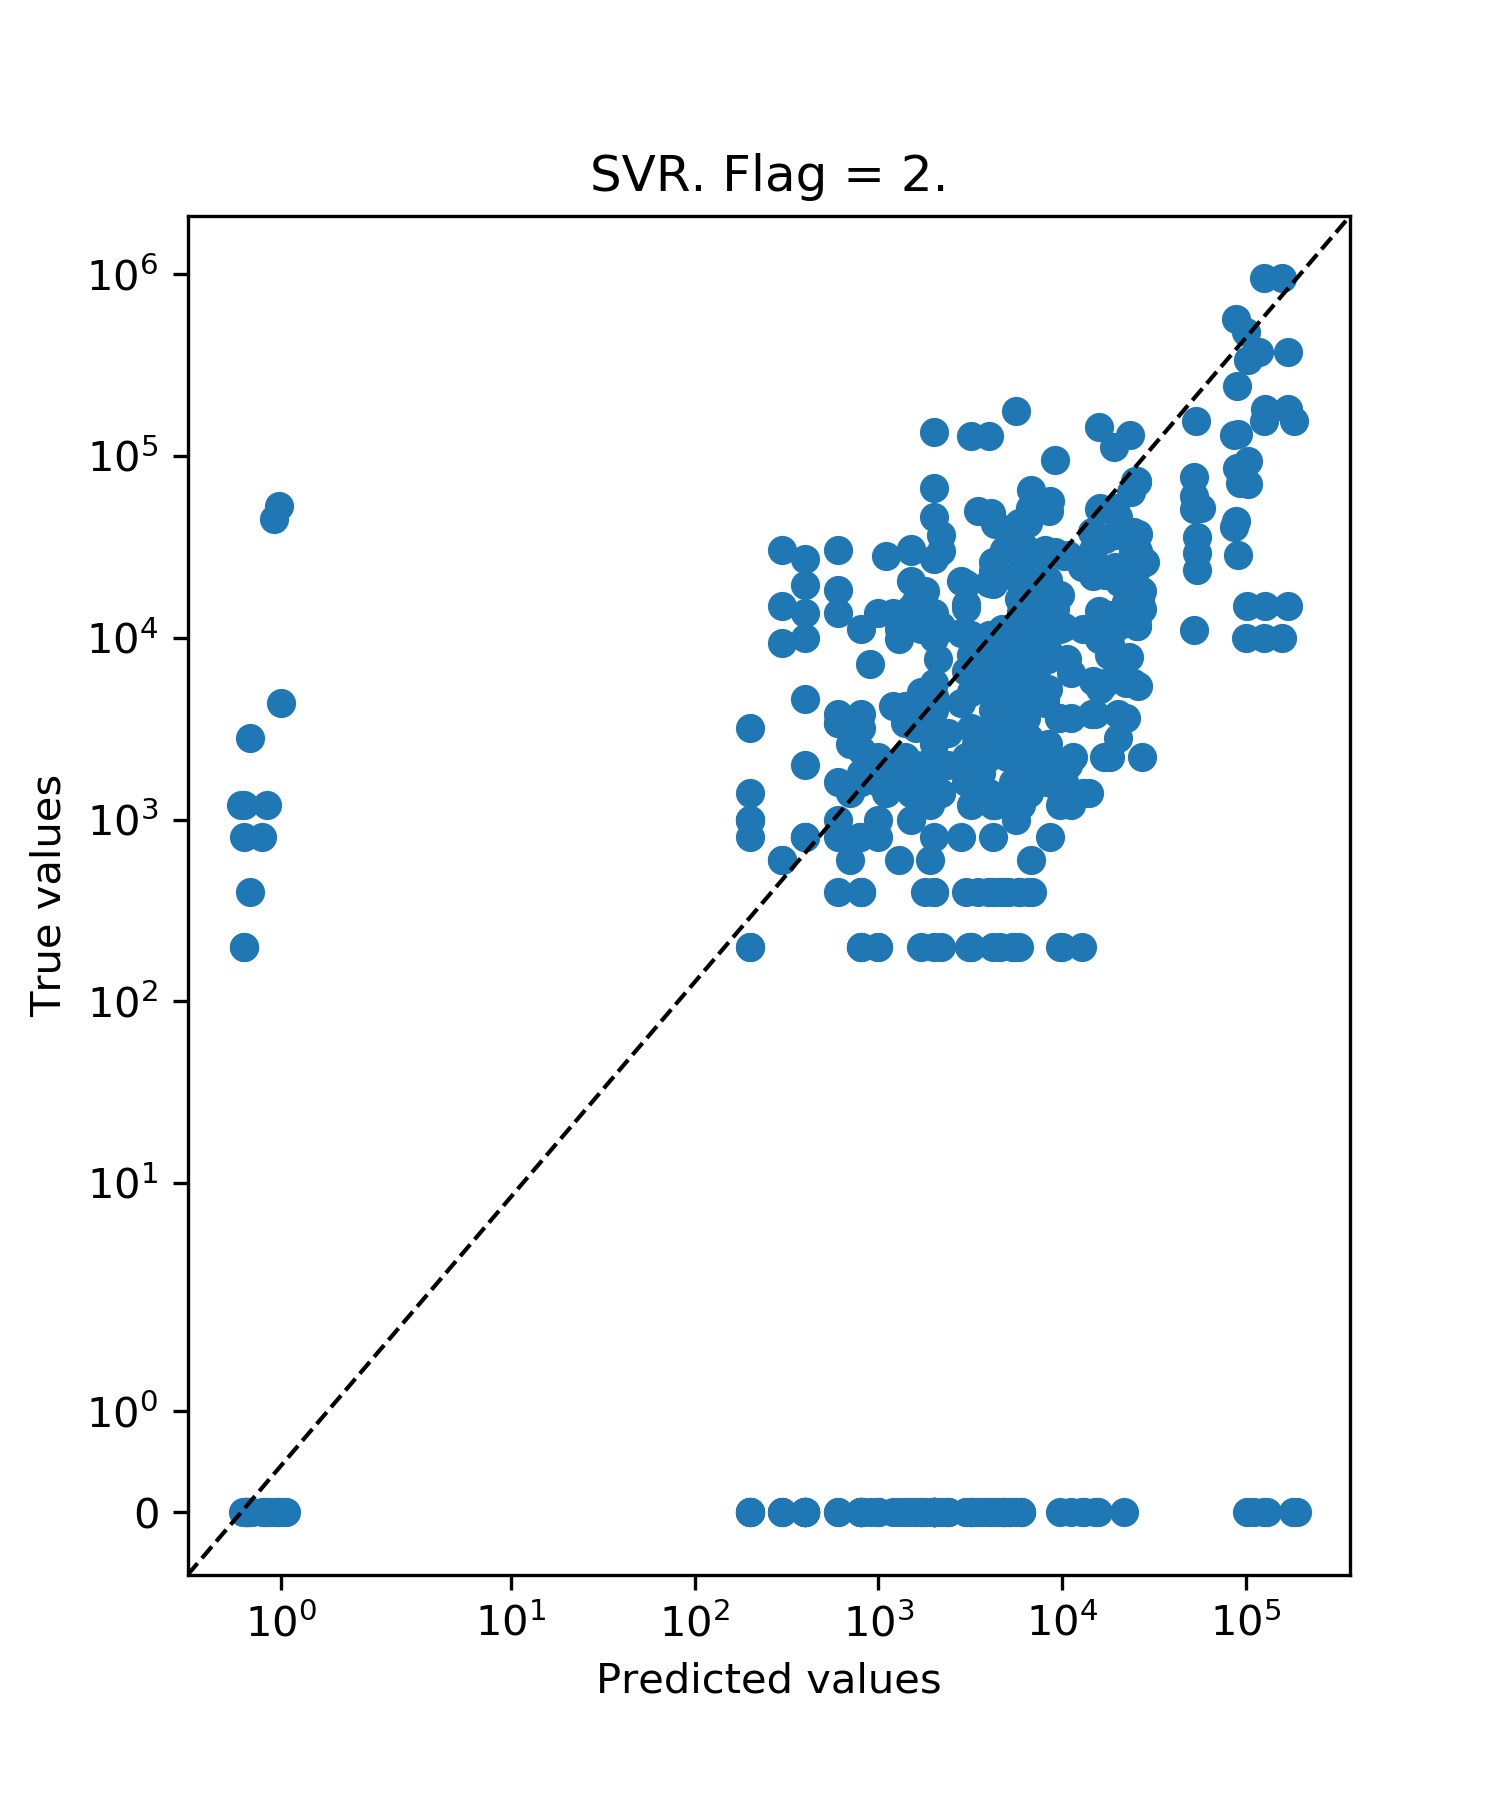 SVR. Flag = 2.
True values
10⁶
10⁵
10⁴
10³
10²
10¹
10⁰
0
10⁰ 10¹ 10² 10³ 10⁴ 10⁵
Predicted values